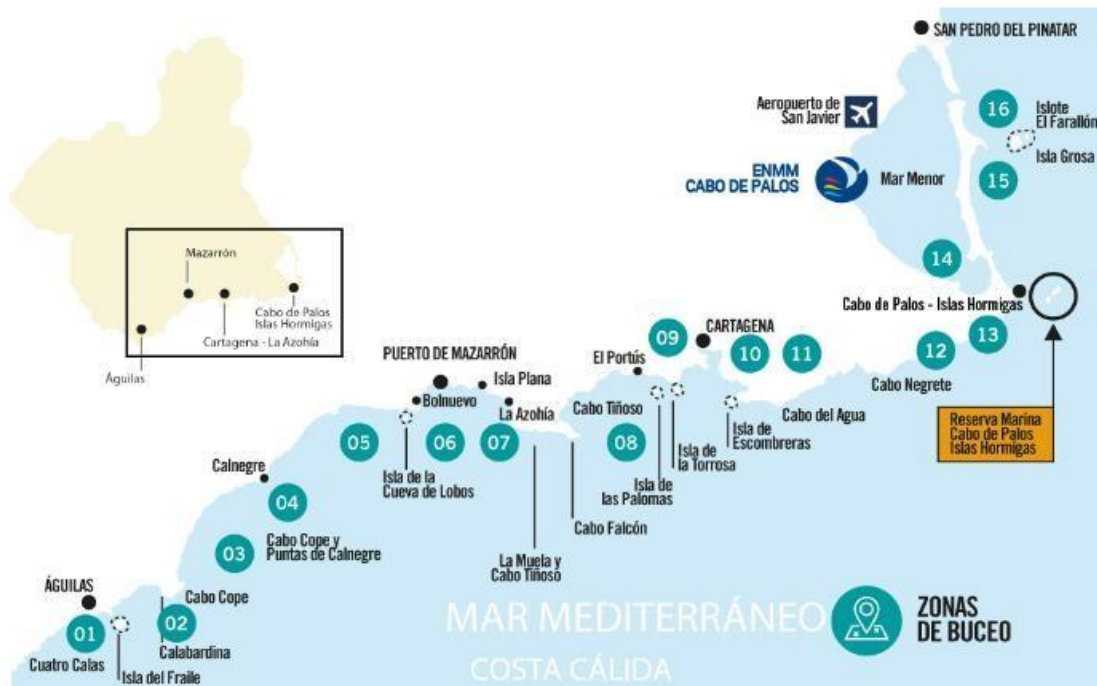 SAN PEDRO DEL PINATAR
Aeropuerto de
San Javier
16
Islote
El Farallón
Isla Grosa
15
ENMM
CABO DE PALOS
Mar Menor
14
Cabo de Palos - Islas Hormigas
13
12
Cabo Negrete
Reserva Marina
Cabo de Palos
Islas Hormigas
Mazarrón
Cabo de Palos
Islas Hormigas
Cartagena - La Azohía
Águilas
09
CARTAGENA
10
11
El Portús
Cabo del Agua
Isla de
Escombreras
Isla de
la Torrosa
Isla de
las Palomas
Cabo Tiñoso
08
Cabo Falcón
La Muela y
Cabo Tiñoso
PUERTO DE MAZARRÓN
Isla Plana
Bolnuevo
La Azohía
05
06
07
Isla de la
Cueva de Lobos
Calnegre
04
Cabo Cope y
Puntas de Calnegre
03
ÁGUILAS
Cabo Cope
01
02
Cuatro Calas
Calabardina
Isla del Fraile
MAR MEDITERRÁNEO
COSTA CÁLIDA
ZONAS
DE BUCEO